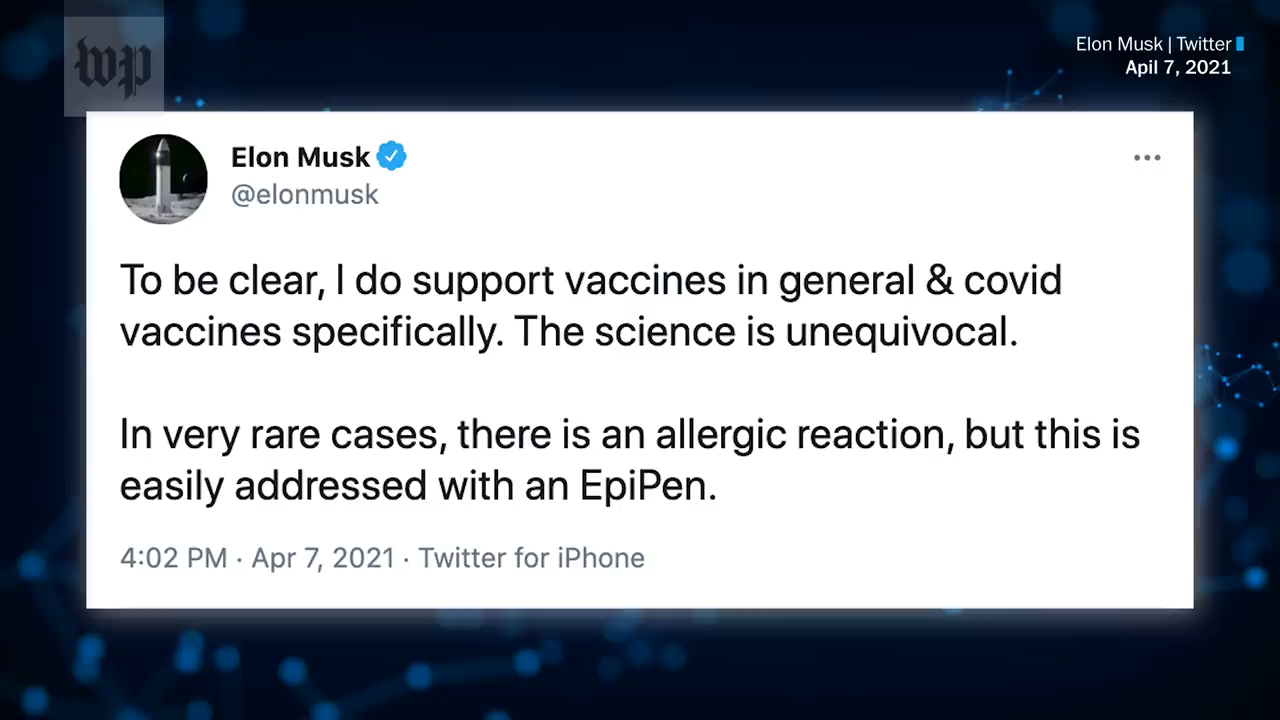 wp
Elon Musk | Twitter
Apil 7, 2021
Elon Musk
@elonmusk
To be clear, I do support vaccines in general & covid
vaccines specifically. The science is unequivocal.
In very rare cases, there is an allergic reaction, but this is
easily addressed with an EpiPen.
4:02 PM · Apr 7, 2021 · Twitter for iPhone